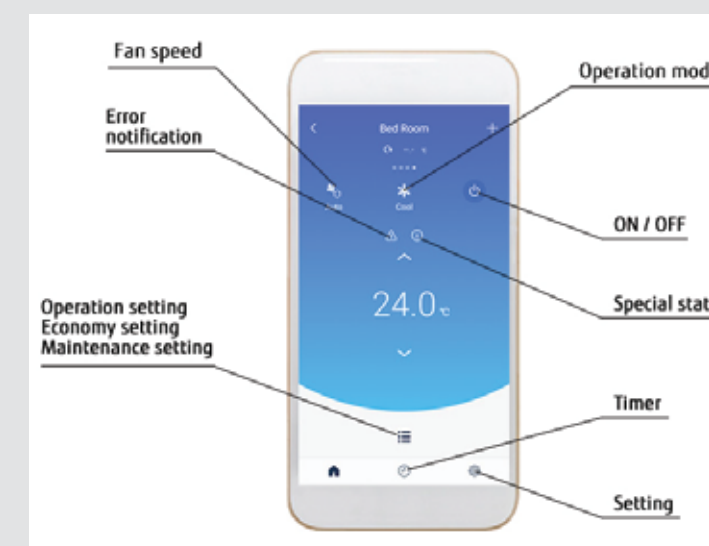 Fan speed
Operation mod
Error
notification
Bed Room
Auto
Cool
ON / OFF
24.0 °C
Special stat
Operation setting
Economy setting
Maintenance setting
Timer
Setting